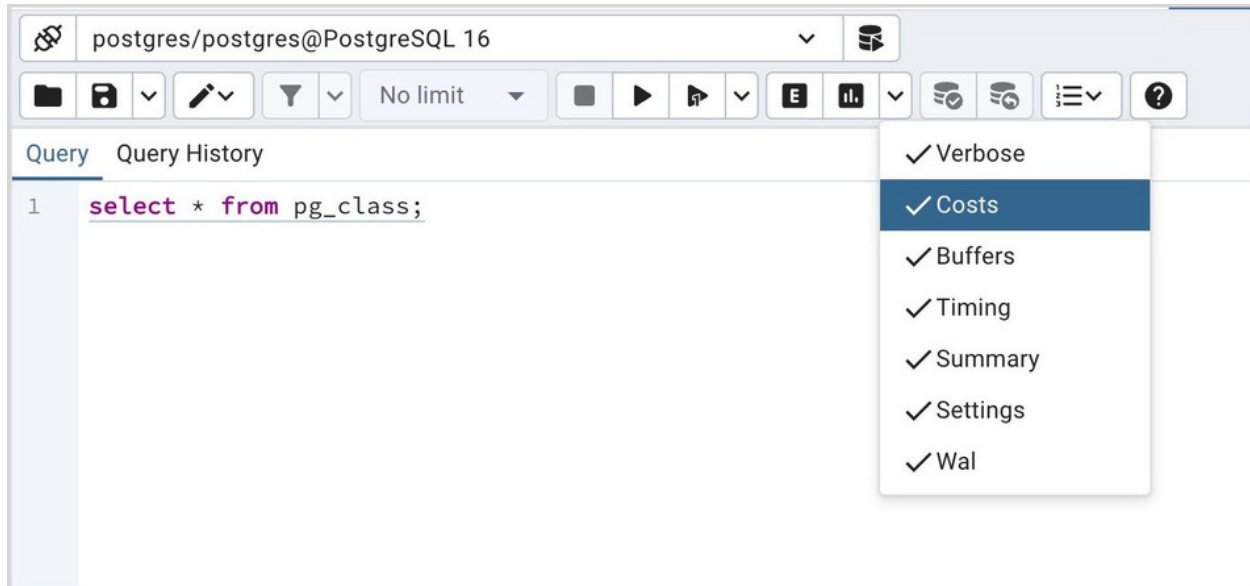 postgres/postgres@PostgreSQL 16
No limit
E
Query Query History
1 select * from pg_class;
Verbose
Costs
Buffers
Timing
Summary
Settings
Wal